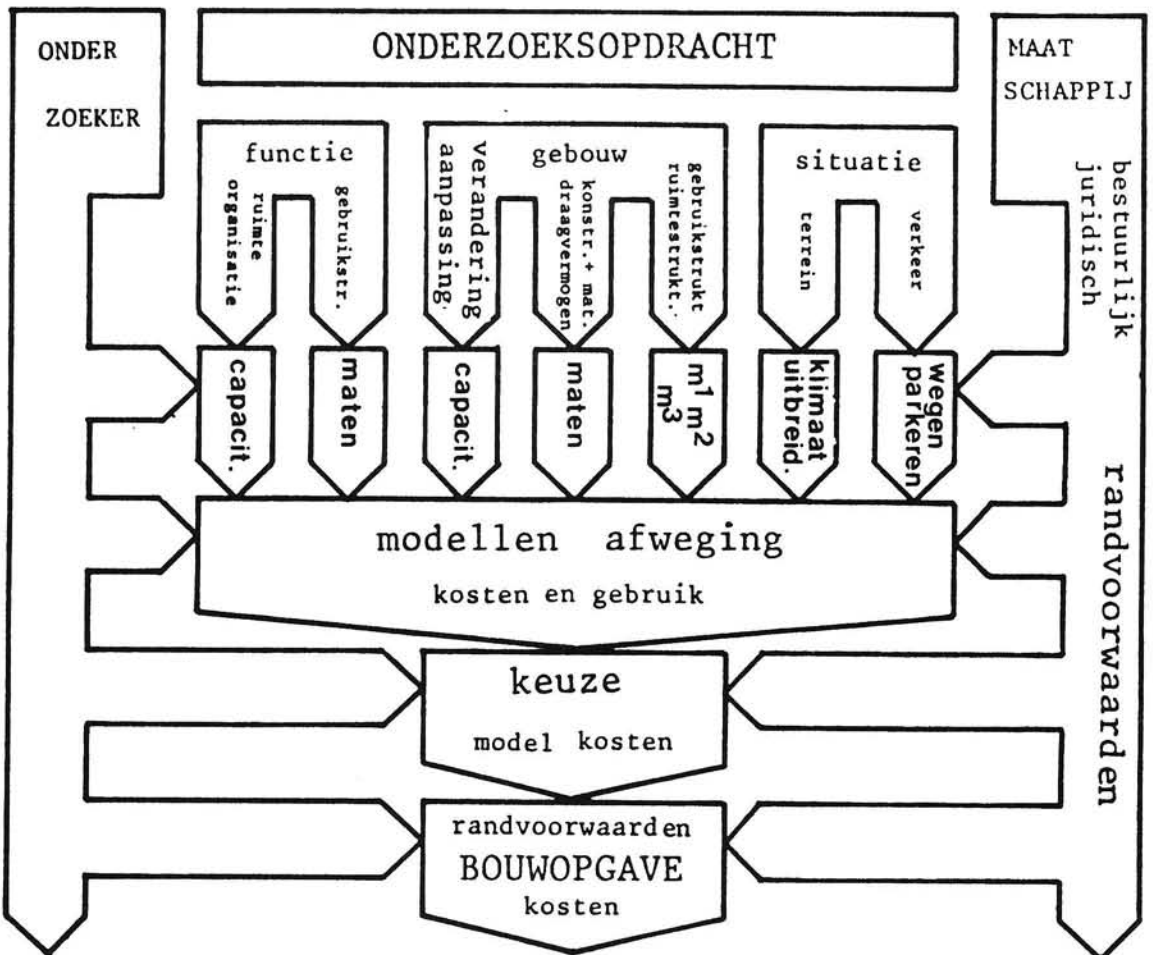 ONDER
ZOEKER
ONDERZOEKSOPDRACHT
MAAT
SCHAPPIJ
bestuurlijk
juridisch
randvoorwaarden
functie
ruimte
organisatie
gebruikstr.
gebouw
verandering
aanpassing.
konstr.+ mat.
draagvermogen
gebruikstrukt
ruimtestrukt.
situatie
terrein
verkeer
capacit.
maten
capacit.
maten
m1 m2
m3
klimaat
uitbreid.
wegen
parkeren
modellen afweging
kosten en gebruik
keuze
model kosten
randvoorwaarden
BOUWOPGAVE
kosten